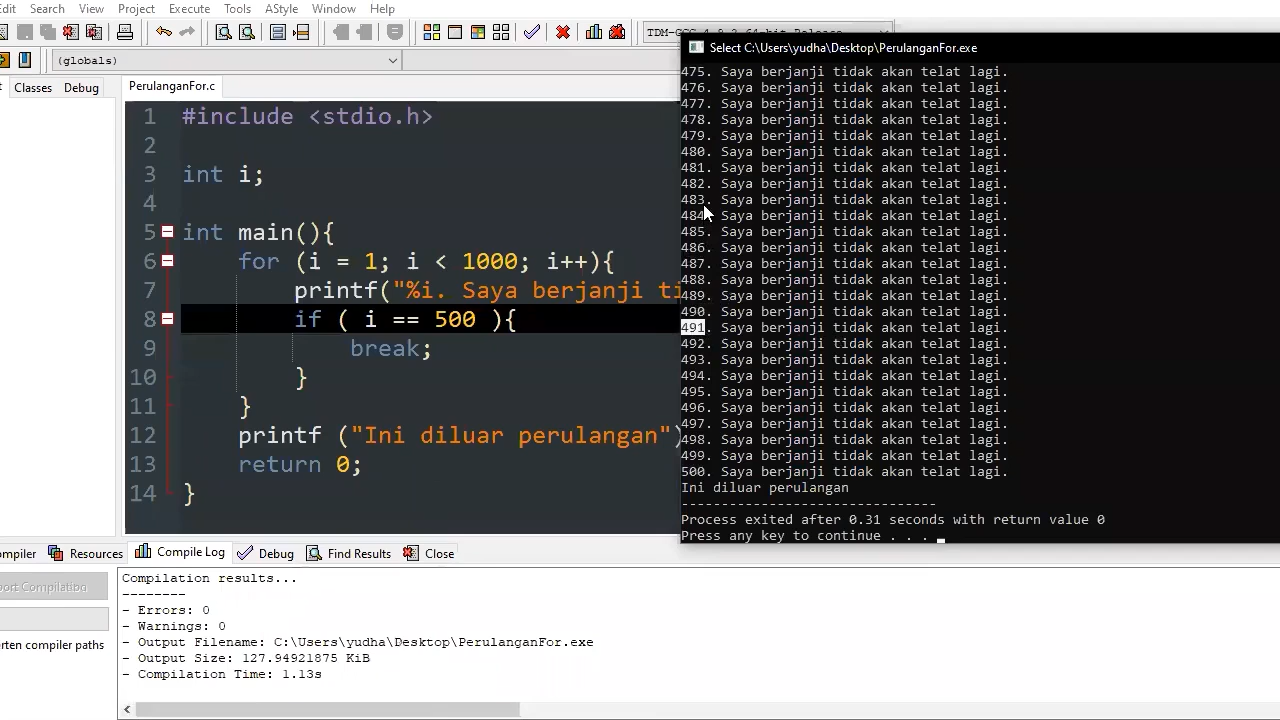 Edit Search View Project Execute Tools AStyle Window Help
TDM-GCC 4.9.2 64-bit Release
(globals)
Classes Debug
PerulanganFor.c
1 #include <stdio.h>
2
3 int i;
4
5 int main(){
6 for (i = 1; i < 1000; i++){
7 printf("%i. Saya berjanji ti
8 if ( i == 500 ){
9 break;
10 }
11 }
12 printf ("Ini diluar perulangan")
13 return 0;
14 }
Select C:\Users\yudha\Desktop\PerulanganFor.exe
475. Saya berjanji tidak akan telat lagi.
476. Saya berjanji tidak akan telat lagi.
477. Saya berjanji tidak akan telat lagi.
478. Saya berjanji tidak akan telat lagi.
479. Saya berjanji tidak akan telat lagi.
480. Saya berjanji tidak akan telat lagi.
481. Saya berjanji tidak akan telat lagi.
482. Saya berjanji tidak akan telat lagi.
483. Saya berjanji tidak akan telat lagi.
484. Saya berjanji tidak akan telat lagi.
485. Saya berjanji tidak akan telat lagi.
486. Saya berjanji tidak akan telat lagi.
487. Saya berjanji tidak akan telat lagi.
488. Saya berjanji tidak akan telat lagi.
489. Saya berjanji tidak akan telat lagi.
490. Saya berjanji tidak akan telat lagi.
491. Saya berjanji tidak akan telat lagi.
492. Saya berjanji tidak akan telat lagi.
493. Saya berjanji tidak akan telat lagi.
494. Saya berjanji tidak akan telat lagi.
495. Saya berjanji tidak akan telat lagi.
496. Saya berjanji tidak akan telat lagi.
497. Saya berjanji tidak akan telat lagi.
498. Saya berjanji tidak akan telat lagi.
499. Saya berjanji tidak akan telat lagi.
500. Saya berjanji tidak akan telat lagi.
Ini diluar perulangan
--------------------------------
Process exited after 0.31 seconds with return value 0
Press any key to continue . . .
ompiler Resources Compile Log Debug Find Results Close
ort Compilatio
rten compiler paths
Compilation results...
--------
- Errors: 0
- Warnings: 0
- Output Filename: C:\Users\yudha\Desktop\PerulanganFor.exe
- Output Size: 127.94921875 KiB
- Compilation Time: 1.13s